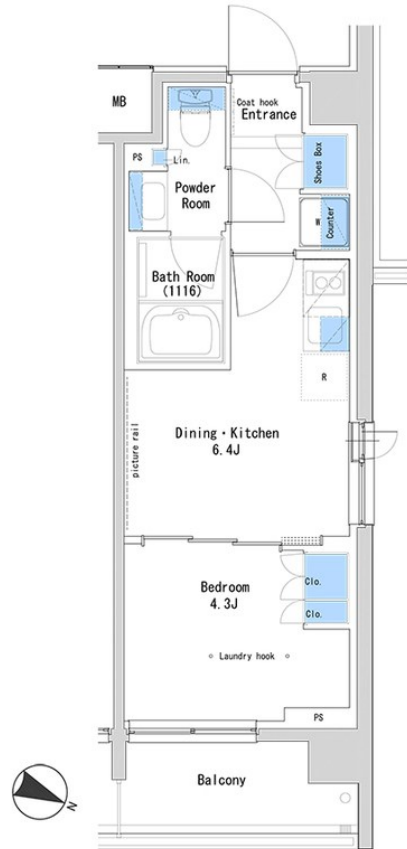 MB
Coat hook
Entrance
PS
Lin.
Shoes Box
Powder
Room
W
Counter
Bath Room
(1116)
R
picture rail
Dining・Kitchen
6.4J
Bedroom
4.3J
Clo.
Clo.
Laundry hook
PS
Balcony
N